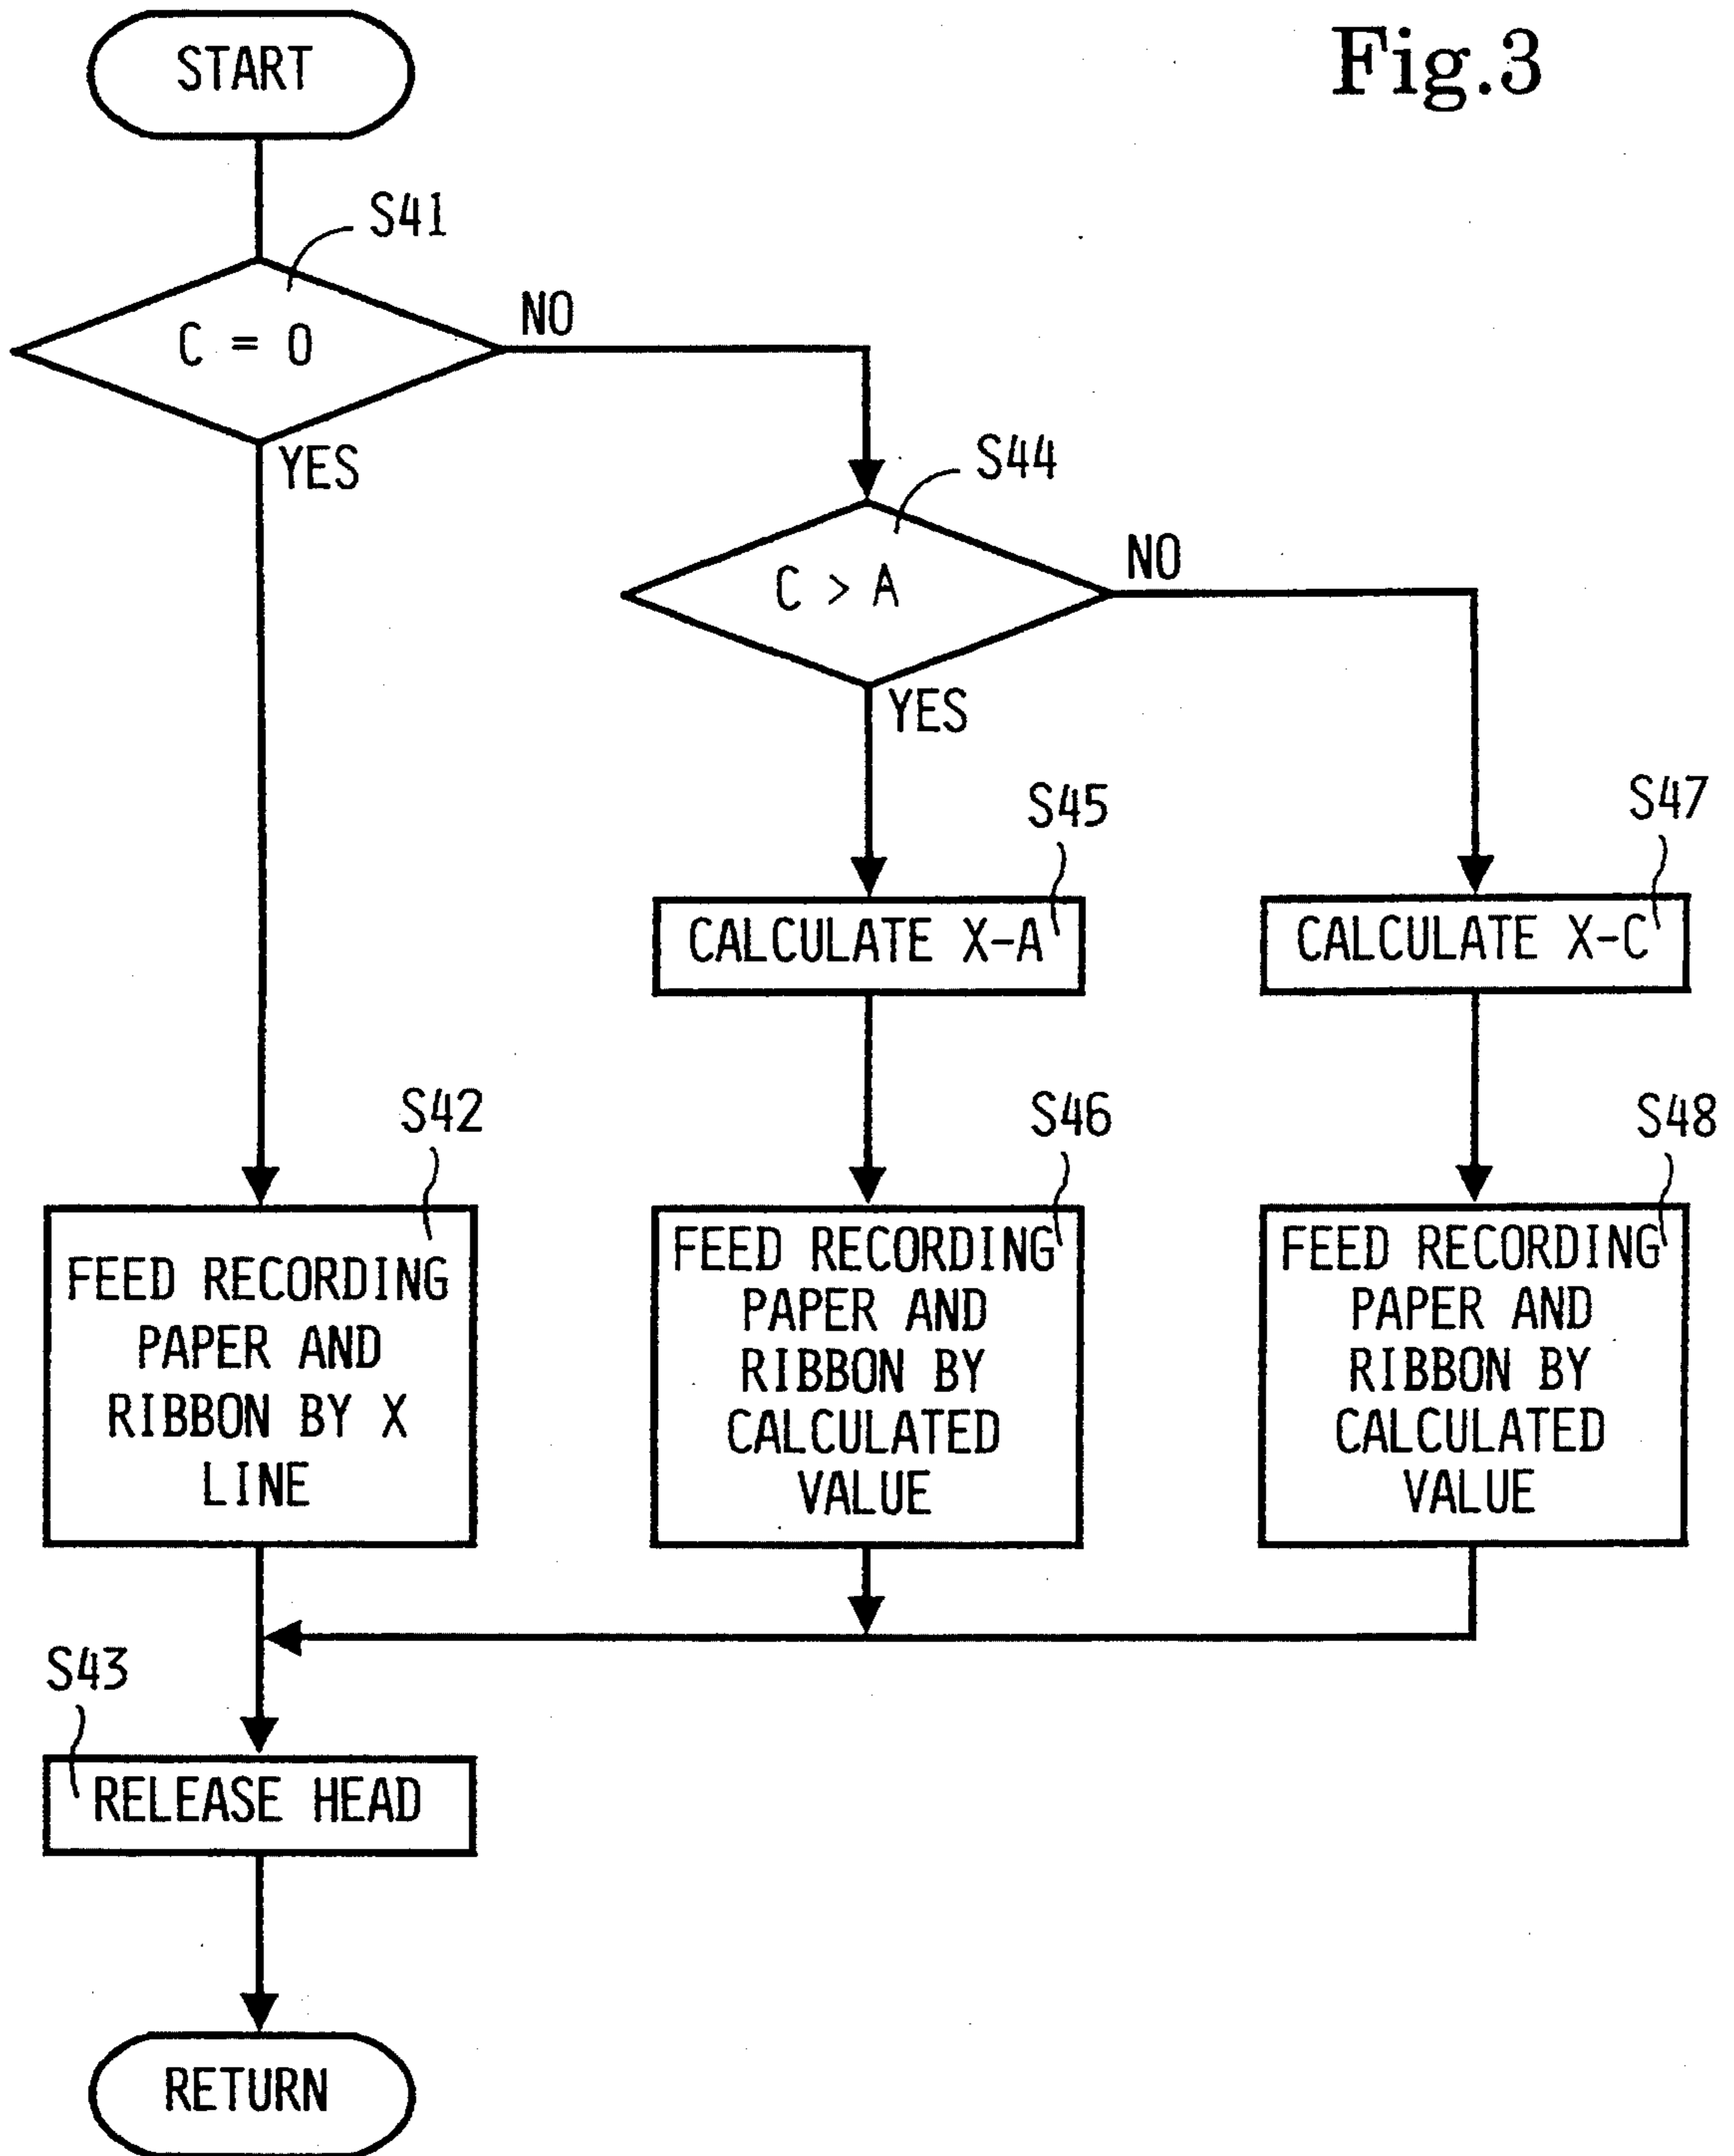 Fig.3
START
S41
C = 0
NO
YES
S44
C > A
NO
YES
S45
CALCULATE X-A
S47
CALCULATE X-C
S42
FEED RECORDING
PAPER AND
RIBBON BY X
LINE
S46
FEED RECORDING
PAPER AND
RIBBON BY
CALCULATED
VALUE
S48
FEED RECORDING
PAPER AND
RIBBON BY
CALCULATED
VALUE
S43
RELEASE HEAD
RETURN